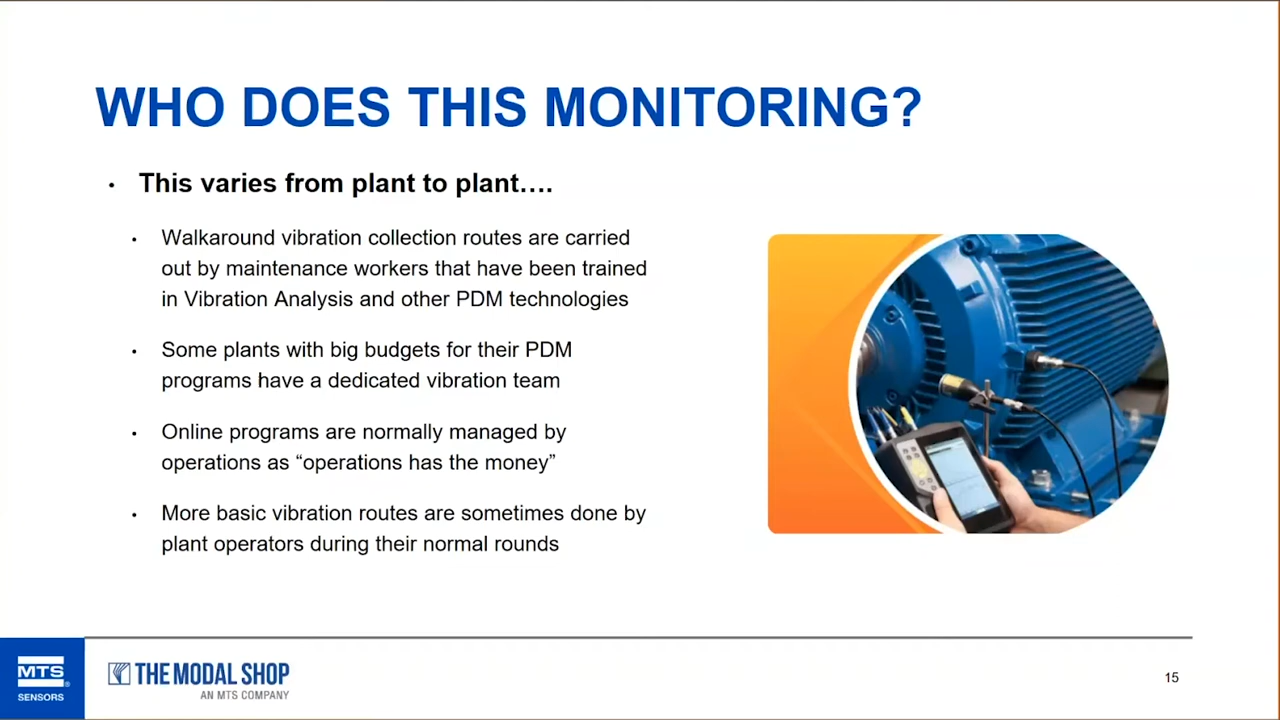 WHO DOES THIS MONITORING?
• This varies from plant to plant….
• Walkaround vibration collection routes are carried
out by maintenance workers that have been trained
in Vibration Analysis and other PDM technologies
• Some plants with big budgets for their PDM
programs have a dedicated vibration team
• Online programs are normally managed by
operations as “operations has the money”
• More basic vibration routes are sometimes done by
plant operators during their normal rounds
MTS®
SENSORS
THE MODAL SHOP
AN MTS COMPANY
15